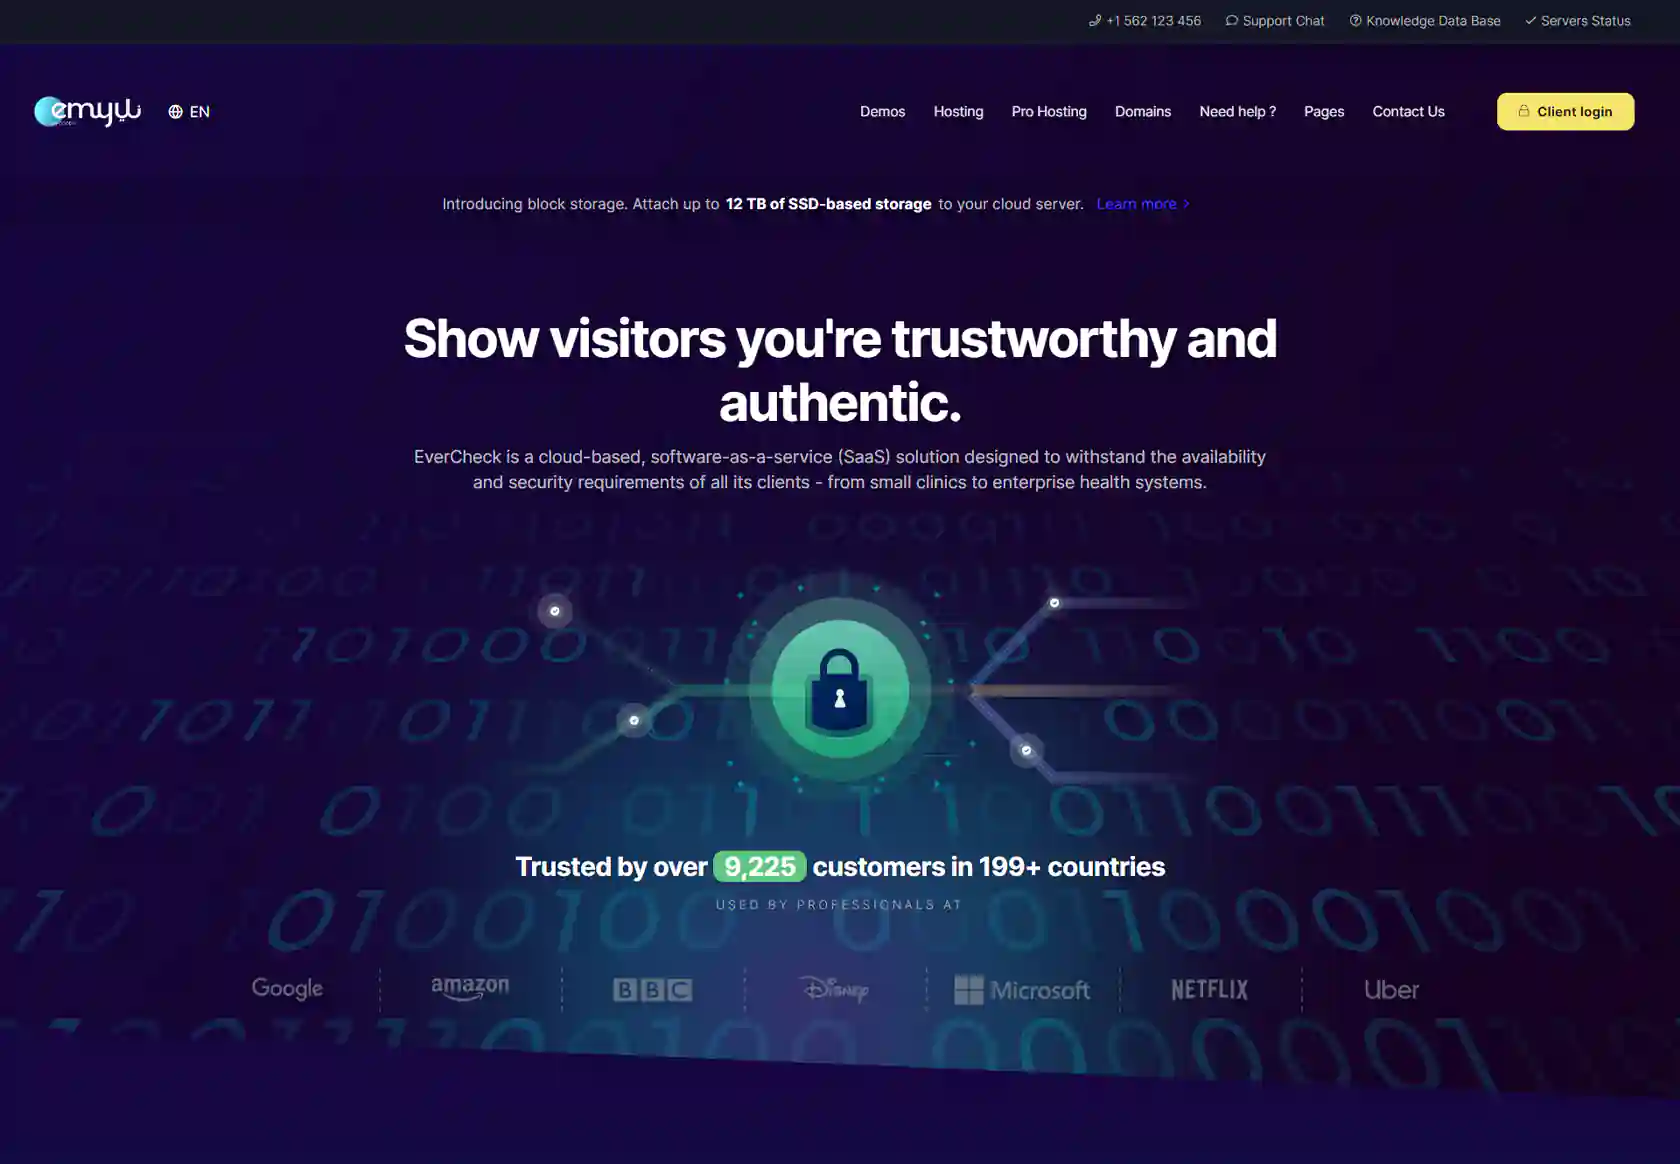 +1 562 123 456 Support Chat Knowledge Data Base Servers Status
EN Demos Hosting Pro Hosting Domains Need help ? Pages Contact Us Client login
Introducing block storage. Attach up to 12 TB of SSD-based storage to your cloud server. Learn more
Show visitors you're trustworthy and
authentic.
EverCheck is a cloud-based, software-as-a-service (SaaS) solution designed to withstand the availability
and security requirements of all its clients - from small clinics to enterprise health systems.
Trusted by over 9,225 customers in 199+ countries
USED BY PROFESSIONALS AT
Google amazon BBC Disney Microsoft NETFLIX Uber